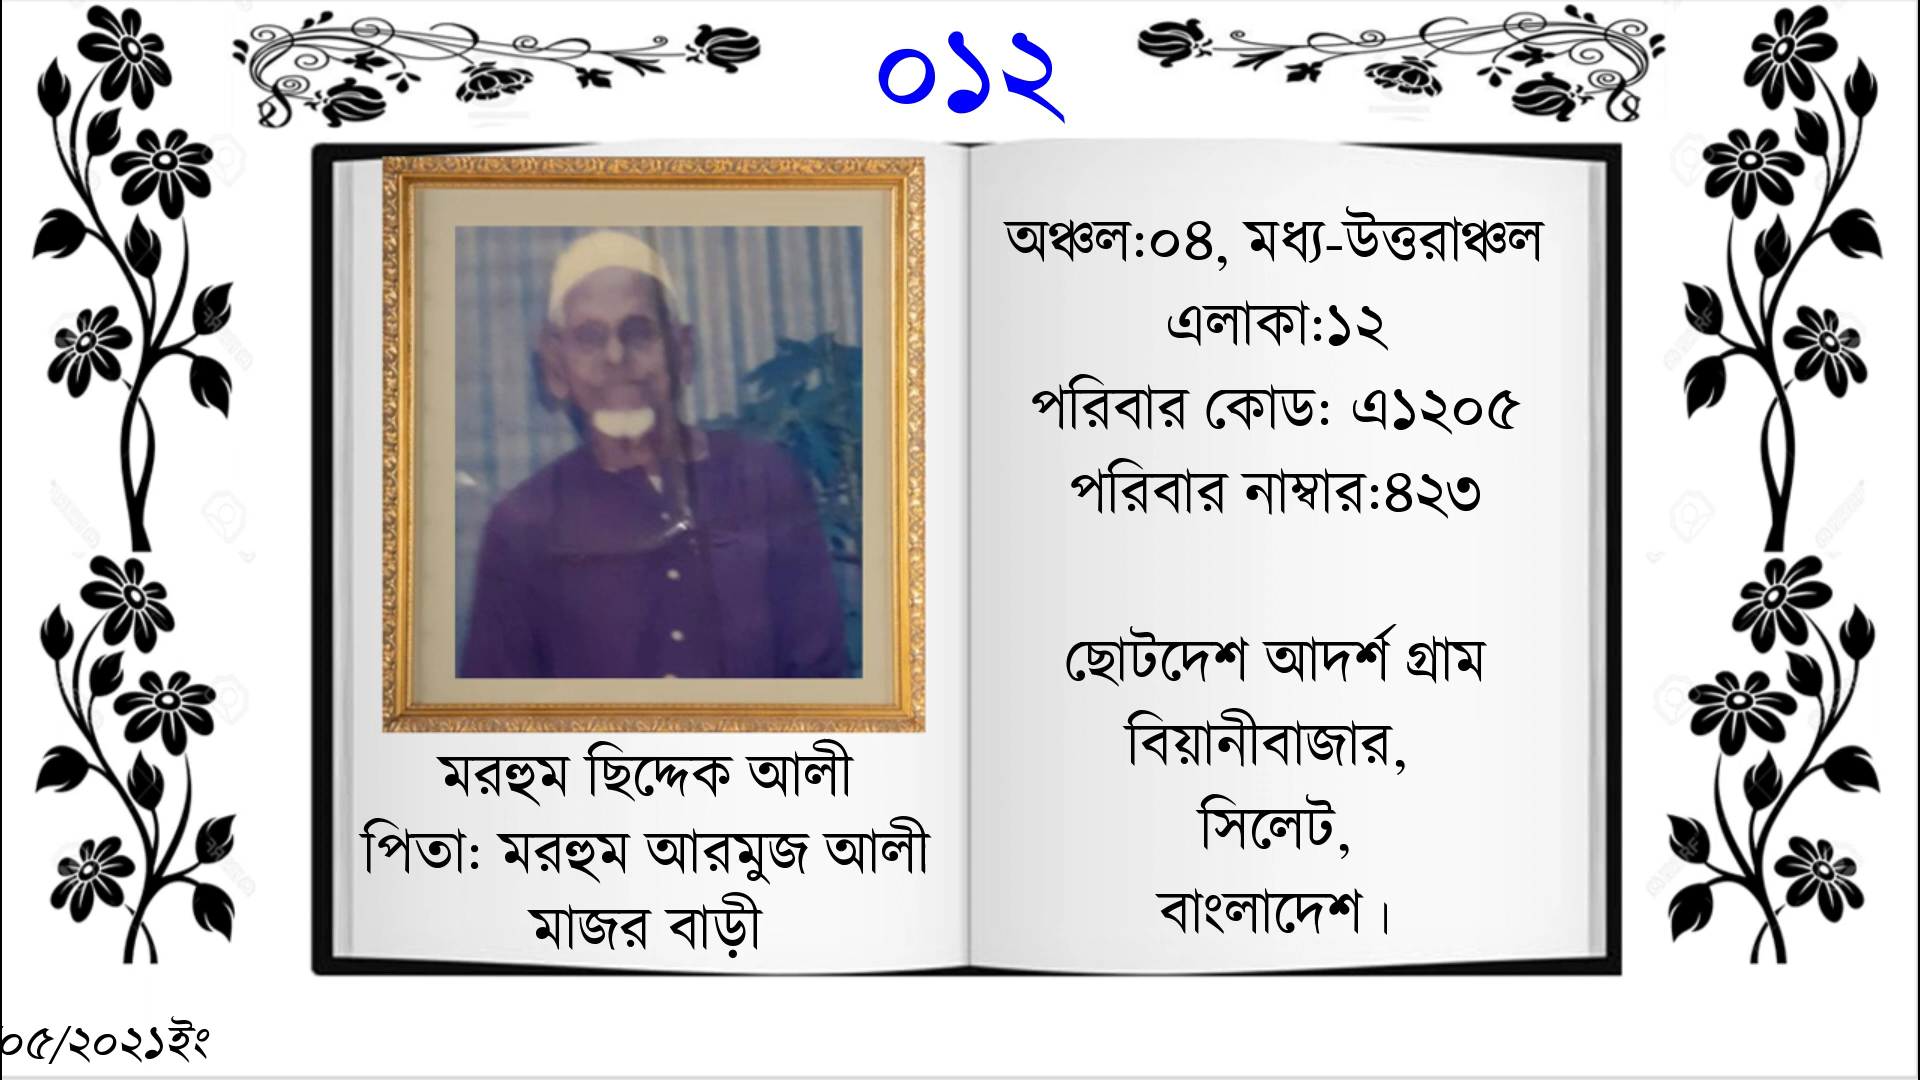 ০১২
মরহুম ছিদ্দেক আলী
পিতা: মরহুম আরমুজ আলী
মাজর বাড়ী
অঞ্চল:০৪, মধ্য-উত্তরাঞ্চল
এলাকা:১২
পরিবার কোড: এ১২০৫
পরিবার নাম্বার:৪২৩
ছোটদেশ আদর্শ গ্রাম
বিয়ানীবাজার,
সিলেট,
বাংলাদেশ।
০৫/২০২১ইং